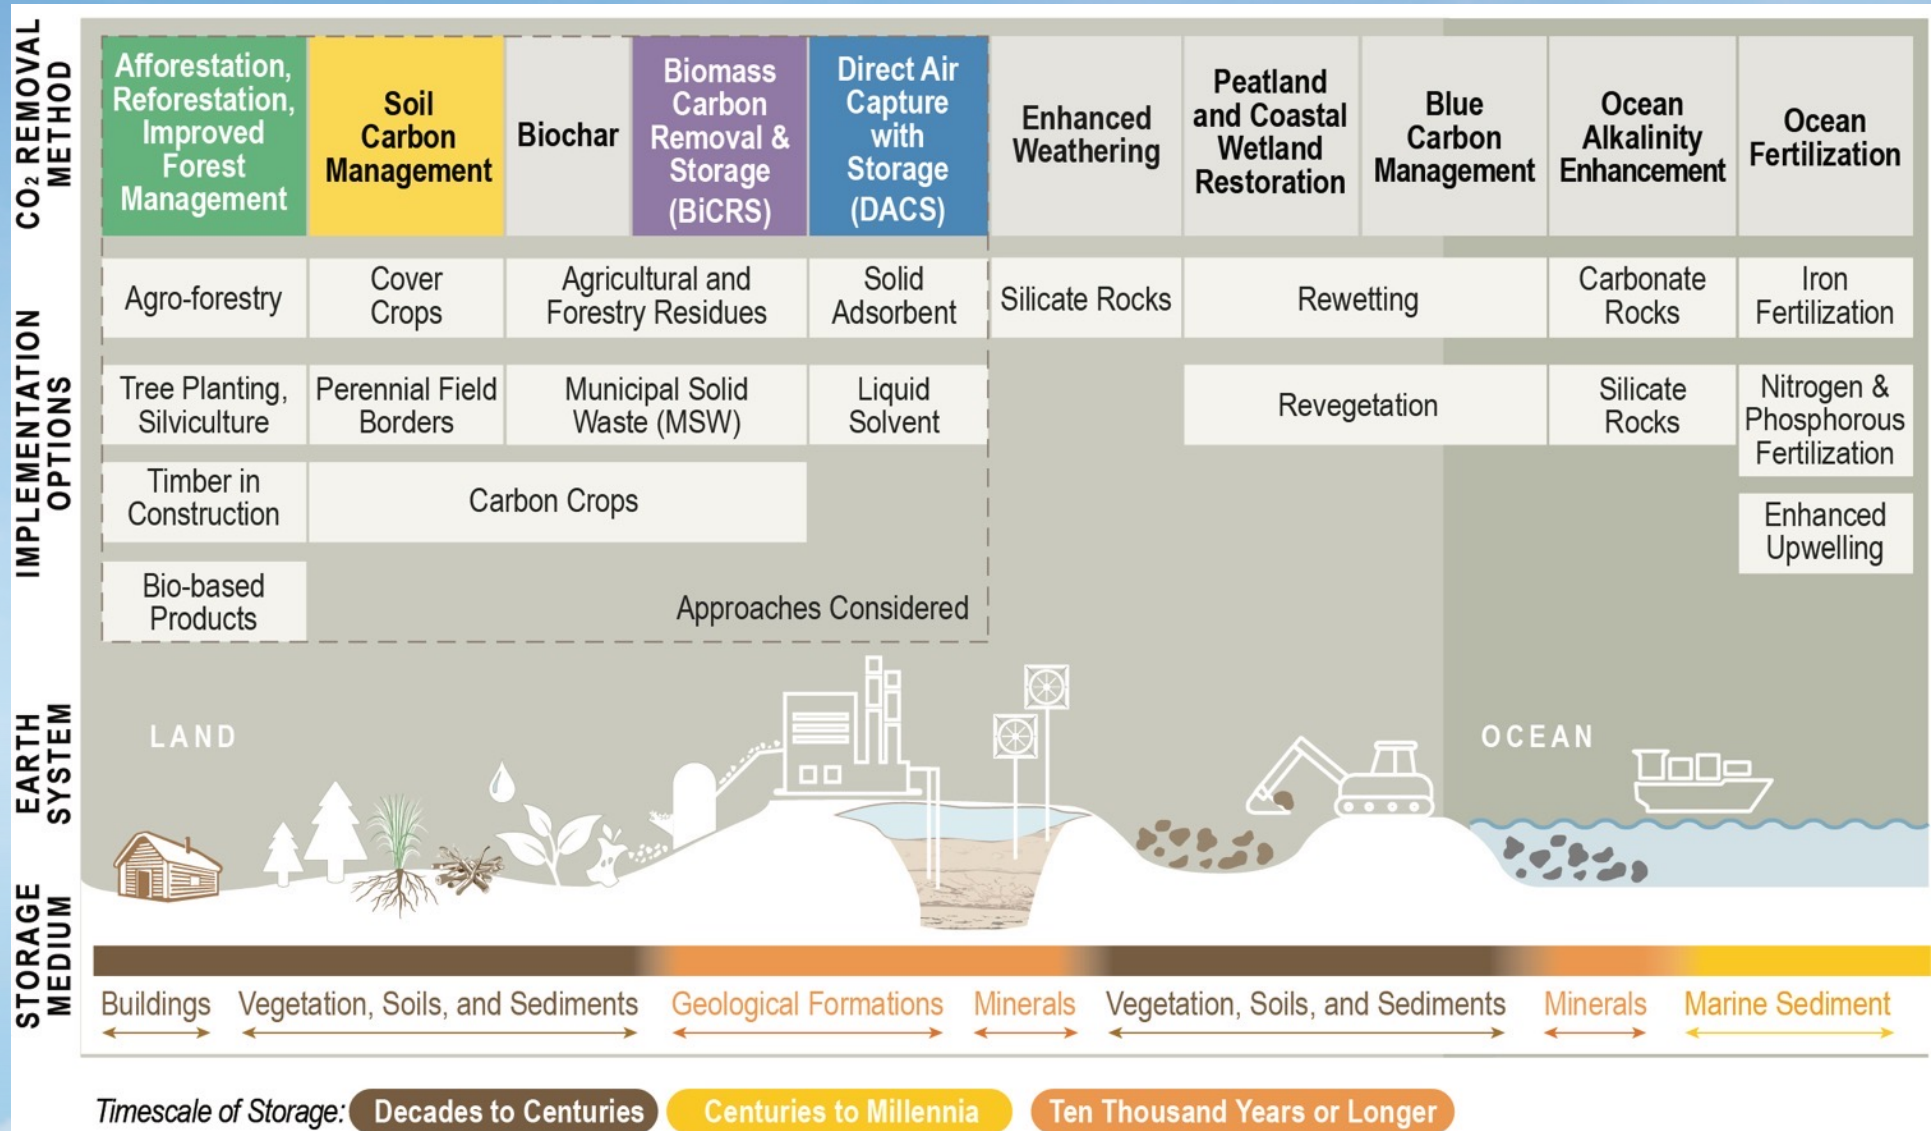 CO₂ REMOVAL
METHOD
Afforestation,
Reforestation,
Improved
Forest
Management
Soil
Carbon
Management
Biochar
Biomass
Carbon
Removal &
Storage
(BiCRS)
Direct Air
Capture
with
Storage
(DACS)
Enhanced
Weathering
Peatland
and Coastal
Wetland
Restoration
Blue
Carbon
Management
Ocean
Alkalinity
Enhancement
Ocean
Fertilization
IMPLEMENTATION
OPTIONS
Agro-forestry
Cover
Crops
Agricultural and
Forestry Residues
Solid
Adsorbent
Silicate Rocks
Rewetting
Carbonate
Rocks
Iron
Fertilization
Tree Planting,
Silviculture
Perennial Field
Borders
Municipal Solid
Waste (MSW)
Liquid
Solvent
Revegetation
Silicate
Rocks
Nitrogen &
Phosphorous
Fertilization
Timber in
Construction
Carbon Crops
Enhanced
Upwelling
Bio-based
Products
Approaches Considered
EARTH
SYSTEM
LAND
OCEAN
STORAGE
MEDIUM
Buildings
Vegetation, Soils, and Sediments
Geological Formations
Minerals
Vegetation, Soils, and Sediments
Minerals
Marine Sediment
Timescale of Storage:
Decades to Centuries
Centuries to Millennia
Ten Thousand Years or Longer